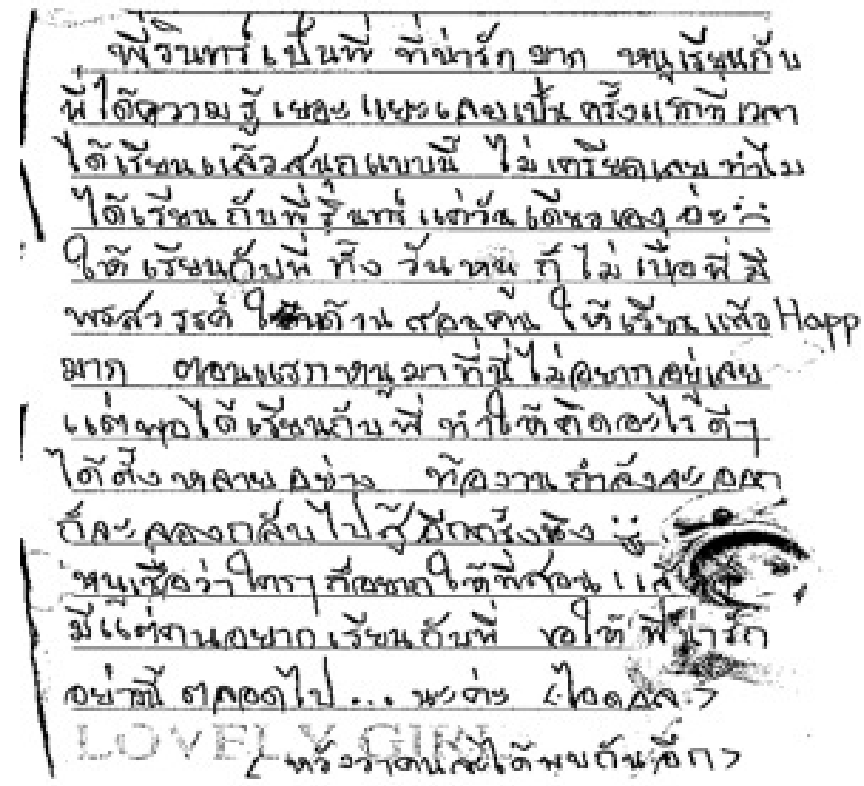 พี่รินทร์เป็นพี่ ที่น่ารัก มาก หนูเรียนกับ
พี่ได้ความรู้ เยอะแยะเลยเป็นครั้งแรกที่เวลา
ได้เรียนแล้วสนุกแบบนี้ ไม่เครียดเลย ทำไม
ได้เรียนกับพี่รินทร์ แค่วันเดียวเอง อ่ะ :(
ให้เรียนกับพี่ ทั้ง วันหนู ก็ไม่ เบื่อพี่มี
พรสวรรค์ ในด้าน สอนคน ให้เรียน แล้ว Happ
มาก ตอนแรกหนูมาที่นี่ไม่อยากอยู่เลย
แต่พอได้เรียนกับพี่ ทำให้คิดอะไรดีๆ
ได้ตั้งหลายอย่าง ท้องาน กำลังจะออก
ก็จะลองกลับไปสู้อีกครั้งหนึ่ง :)
หนูเชื่อว่าใครๆ ก็อยากให้พี่สอน
มีแต่คนอยากเรียนกับพี่ ขอให้พี่น่ารัก
อย่างนี้ ตลอดไป... นะค่ะ
LOVELY GIRL
<หวังว่าคงจะได้พบกันอีก>